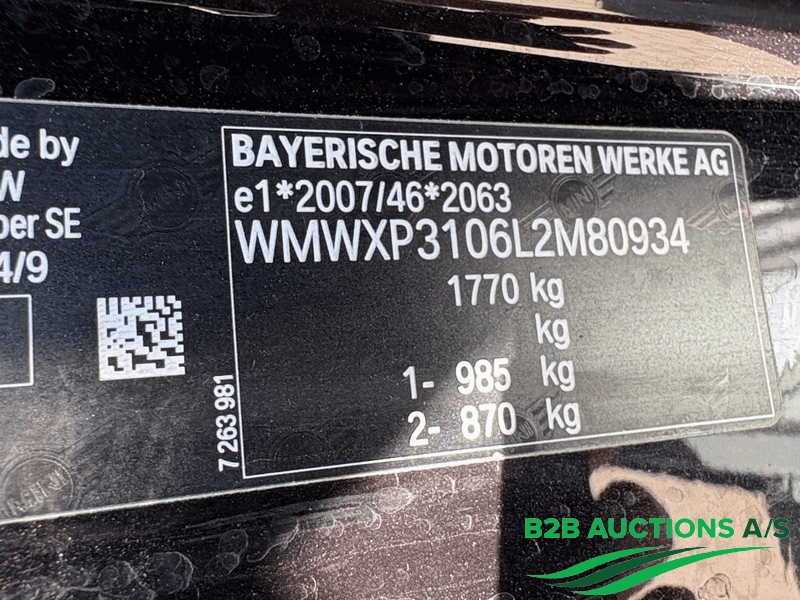 de by
W
ber SE
4/9
BAYERISCHE MOTOREN WERKE AG
e1*2007/46*2063
WMWXP3106L2M80934
1770 kg
kg
1- 985 kg
2- 870 kg
7 263 981
MINI
B2B AUCTIONS A/S